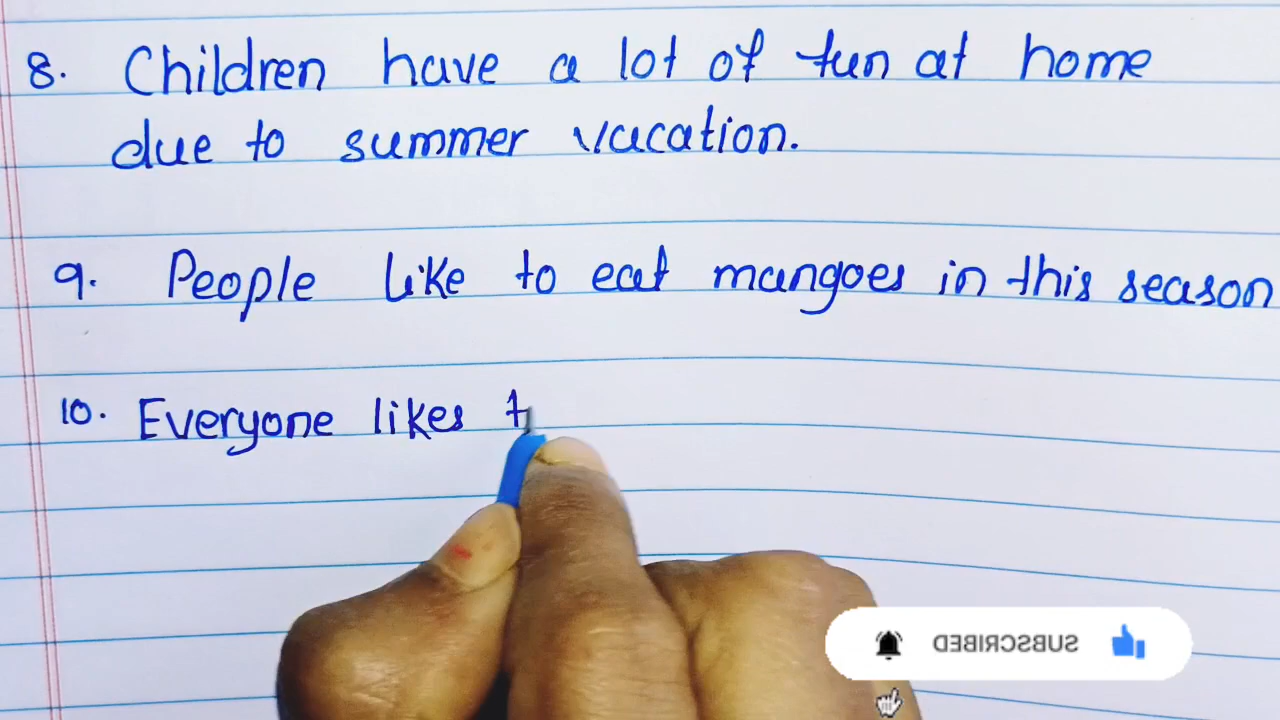 8. Children have a lot of fun at home
due to summer vacation.
9. People like to eat mangoes in this season
10. Everyone likes t
SUBSCRIBED